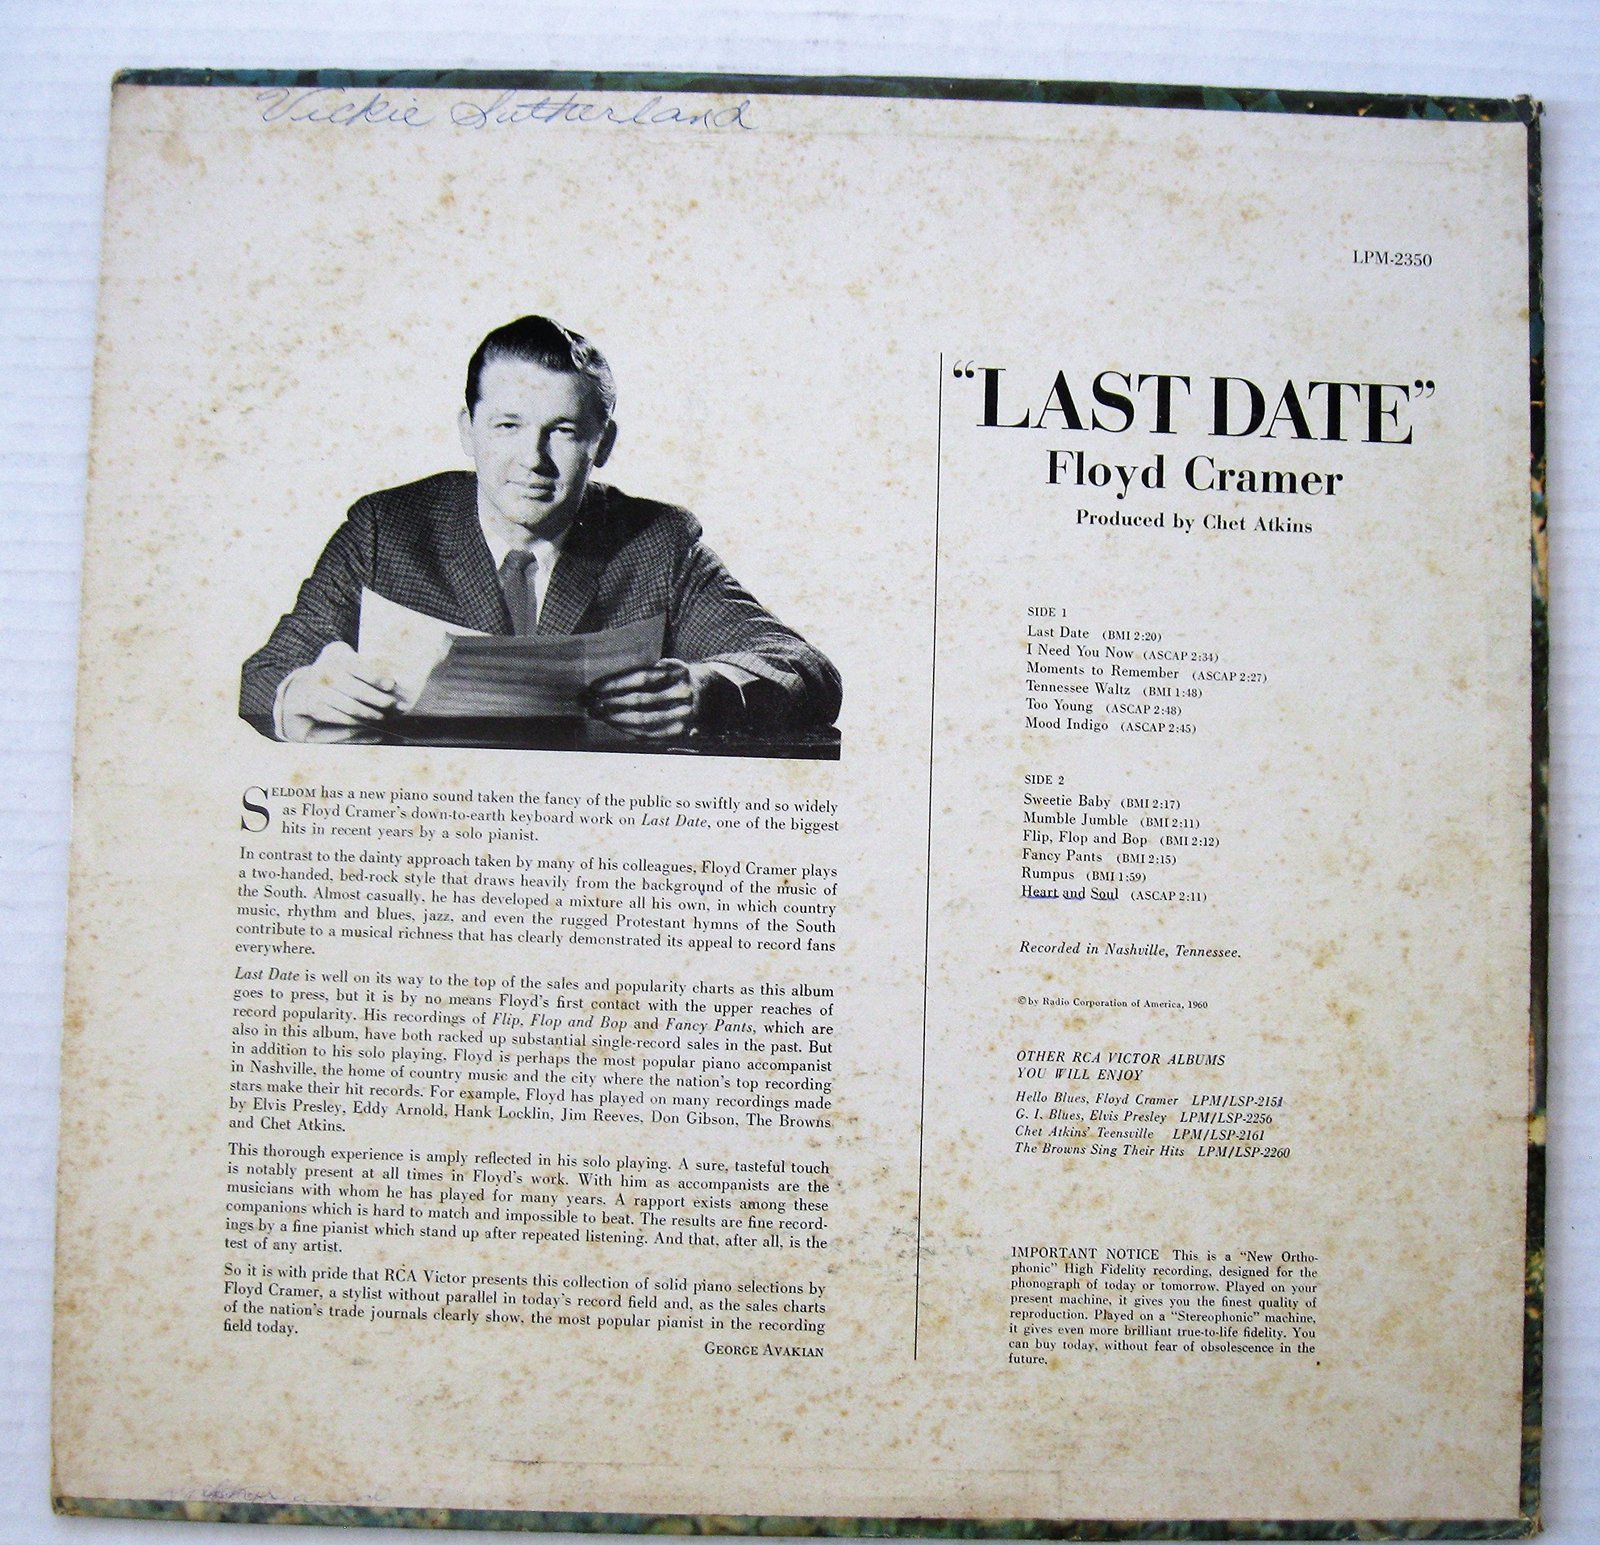 Vickie Sutherland
LPM-2350
SELDOM has a new piano sound taken the fancy of the public so swiftly and so widely
as Floyd Cramer's down-to-earth keyboard work on Last Date, one of the biggest
hits in recent years by a solo pianist.
In contrast to the dainty approach taken by many of his colleagues, Floyd Cramer plays
a two-handed, bed-rock style that draws heavily from the background of the music of
the South. Almost casually, he has developed a mixture all his own, in which country
music, rhythm and blues, jazz, and even the rugged Protestant hymns of the South
contribute to a musical richness that has clearly demonstrated its appeal to record fans
everywhere.
Last Date is well on its way to the top of the sales and popularity charts as this album
goes to press, but it is by no means Floyd's first contact with the upper reaches of
record popularity. His recordings of Flip, Flop and Bop and Fancy Pants, which are
also in this album, have both racked up substantial single-record sales in the past. But
in addition to his solo playing, Floyd is perhaps the most popular piano accompanist
in Nashville, the home of country music and the city where the nation's top recording
stars make their hit records. For example, Floyd has played on many recordings made
by Elvis Presley, Eddy Arnold, Hank Locklin, Jim Reeves, Don Gibson, The Browns
and Chet Atkins.
This thorough experience is amply reflected in his solo playing. A sure, tasteful touch
is notably present at all times in Floyd's work. With him as accompanists are the
musicians with whom he has played for many years. A rapport exists among these
companions which is hard to match and impossible to beat. The results are fine record-
ings by a fine pianist which stand up after repeated listening. And that, after all, is the
test of any artist.
So it is with pride that RCA Victor presents this collection of solid piano selections by
Floyd Cramer, a stylist without parallel in today's record field and, as the sales charts
of the nation's trade journals clearly show, the most popular pianist in the recording
field today.
GEORGE AVAKIAN
“LAST DATE”
Floyd Cramer
Produced by Chet Atkins
SIDE 1
Last Date (BMI 2:20)
I Need You Now (ASCAP 2:34)
Moments to Remember (ASCAP 2:27)
Tennessee Waltz (BMI 1:48)
Too Young (ASCAP 2:48)
Mood Indigo (ASCAP 2:45)
SIDE 2
Sweetie Baby (BMI 2:17)
Mumble Jumble (BMI 2:11)
Flip, Flop and Bop (BMI 2:12)
Fancy Pants (BMI 2:15)
Rumpus (BMI 1:59)
Heart and Soul (ASCAP 2:11)
Recorded in Nashville, Tennessee.
© by Radio Corporation of America, 1960
OTHER RCA VICTOR ALBUMS
YOU WILL ENJOY
Hello Blues, Floyd Cramer LPM/LSP-2151
G. I. Blues, Elvis Presley LPM/LSP-2256
Chet Atkins' Teensville LPM/LSP-2161
The Browns Sing Their Hits LPM/LSP-2260
IMPORTANT NOTICE This is a “New Ortho-
phonic” High Fidelity recording, designed for the
phonograph of today or tomorrow. Played on your
present machine, it gives you the finest quality of
reproduction. Played on a “Stereophonic” machine,
it gives even more brilliant true-to-life fidelity. You
can buy today, without fear of obsolescence in the
future.